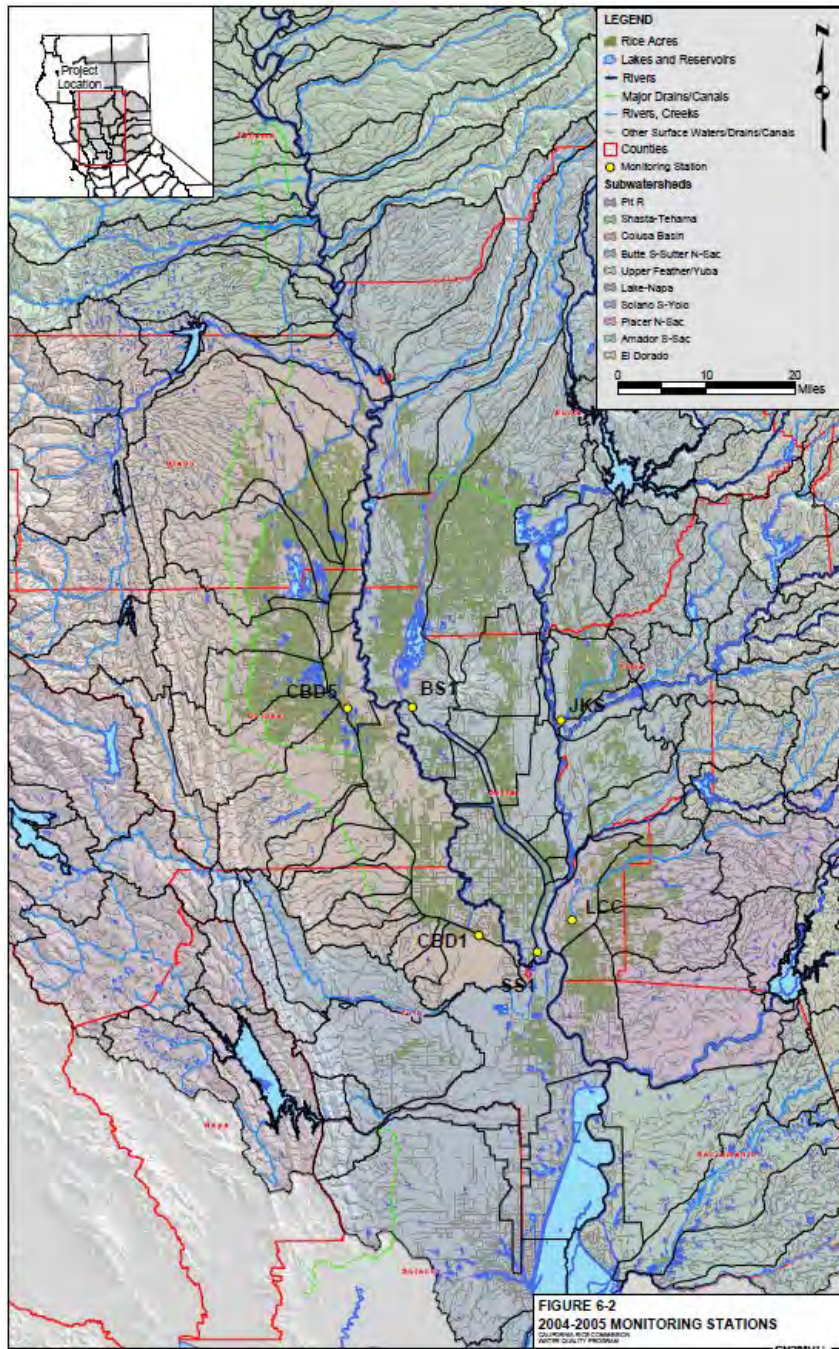 Project
Location
LEGEND
Rice Acres
Lakes and Reservoirs
Rivers
Major Drains/Canals
Rivers, Creeks
Other Surface Waters/Drains/Canals
Counties
Monitoring Station
Subwatersheds
Pit R
Shasta-Tehama
Colusa Basin
Butte S-Sutter N-Sac
Upper Feather/Yuba
Lake-Napa
Solano S-Yolo
Placer N-Sac
Amador S-Sac
El Dorado
N
0 10 20
Miles
CBD5
BS1
JKS
LCC
CBD1
SS1
Napa
Sacramento
Solano
FIGURE 6-2
2004-2005 MONITORING STATIONS
CALIFORNIA RICE COMMISSION
WATER QUALITY PROGRAM